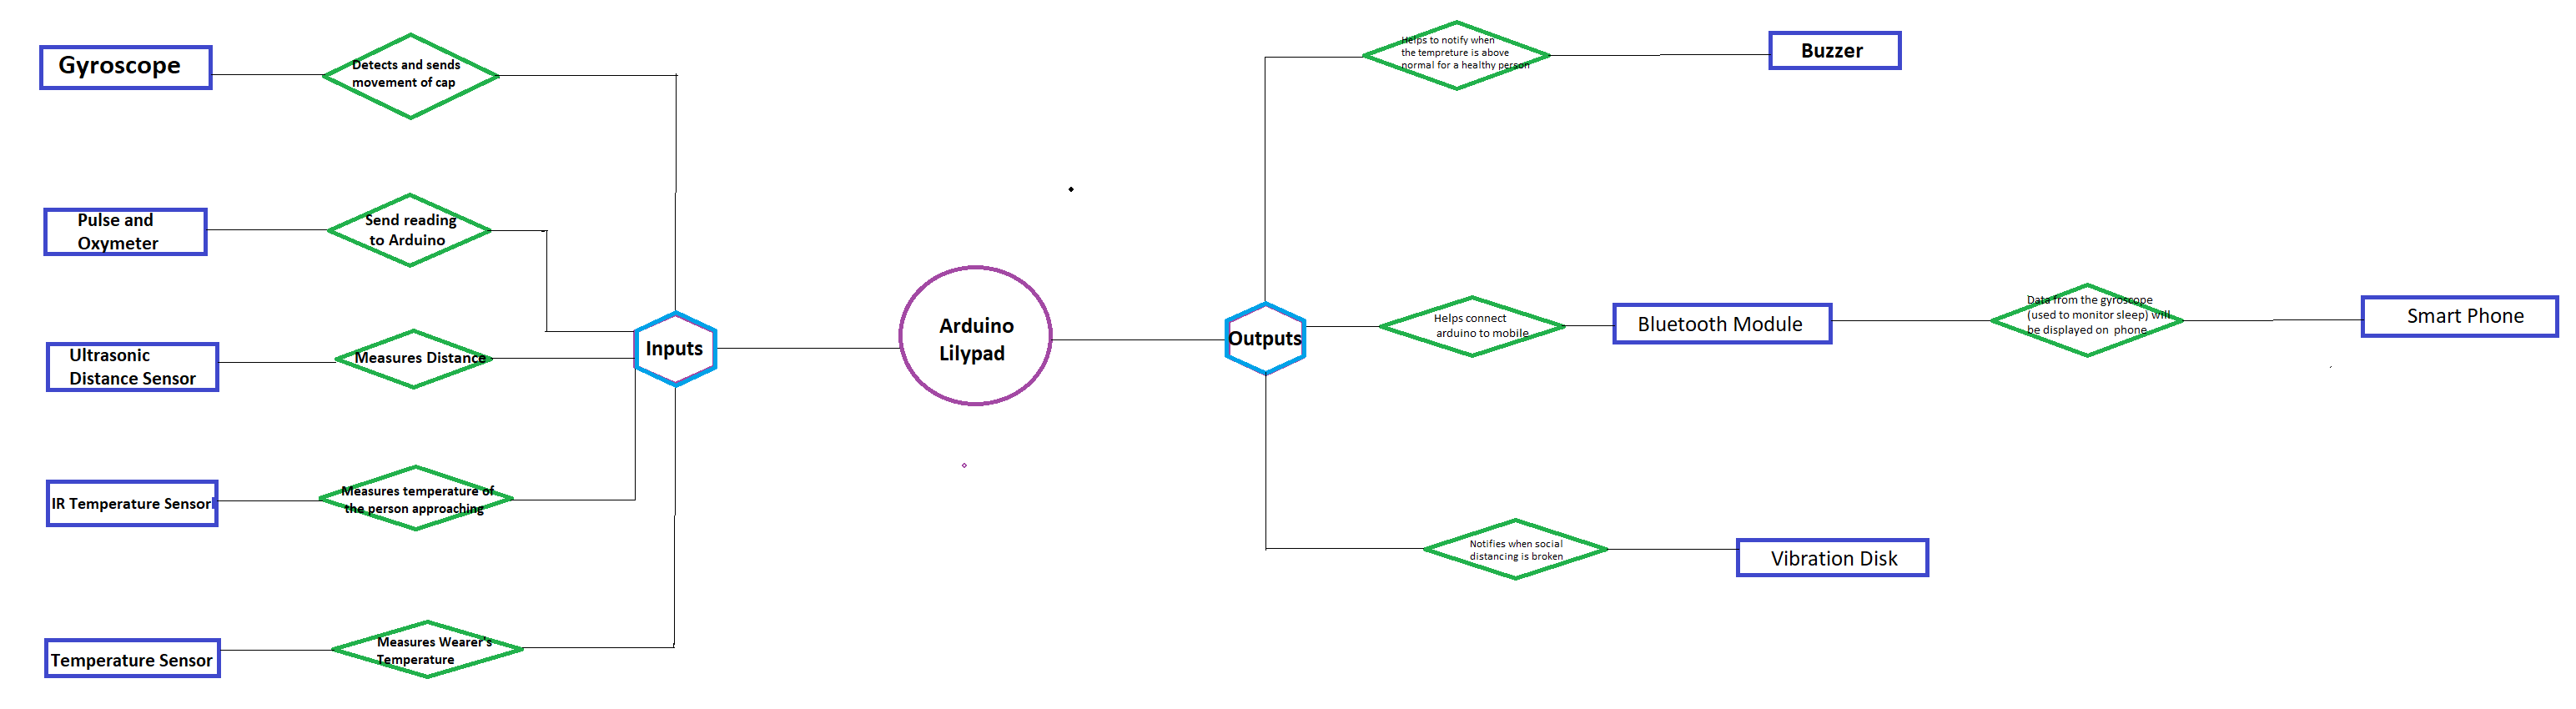 Gyroscope
Detects and sends
movement of cap
Pulse and
Oxymeter
Send reading
to Arduino
Ultrasonic
Distance Sensor
Measures Distance
IR Temperature Sensor
Measures temperature of
the person approaching
Temperature Sensor
Measures Wearer's
Temperature
Inputs
Arduino
Lilypad
Outputs
Helps to notify when
the tempreture is above
normal for a healthy person
Buzzer
Helps connect
arduino to mobile
Bluetooth Module
Data from the gyroscope
(used to monitor sleep) will
be displayed on phone
Smart Phone
Notifies when social
distancing is broken
Vibration Disk